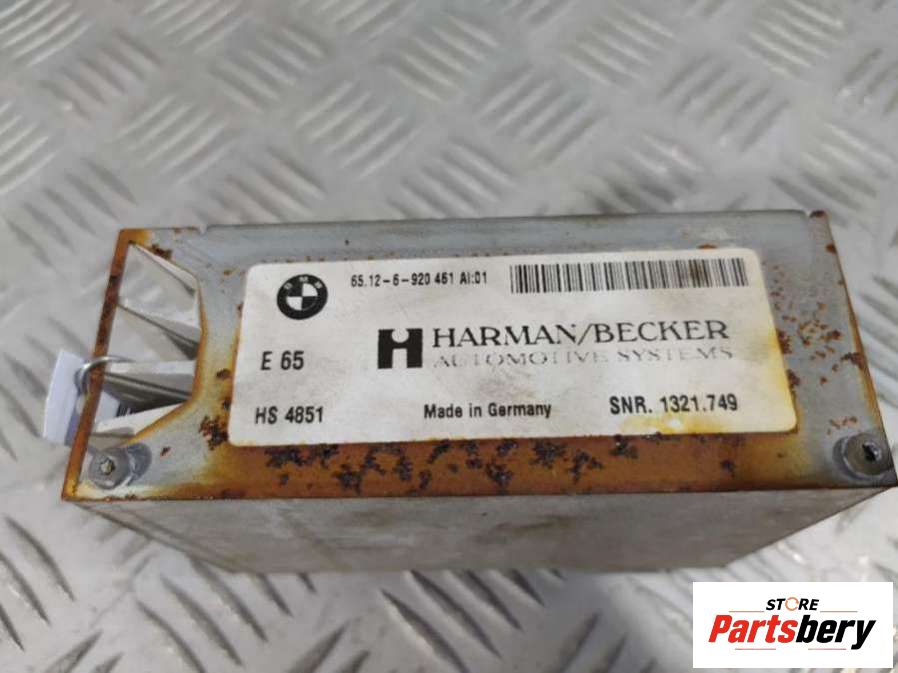 BMW
65.12-6-920 461 AI:01
E 65
HARMAN/BECKER
AUTOMOTIVE SYSTEMS
HS 4851
Made in Germany
SNR. 1321.749
STORE
Partsbery